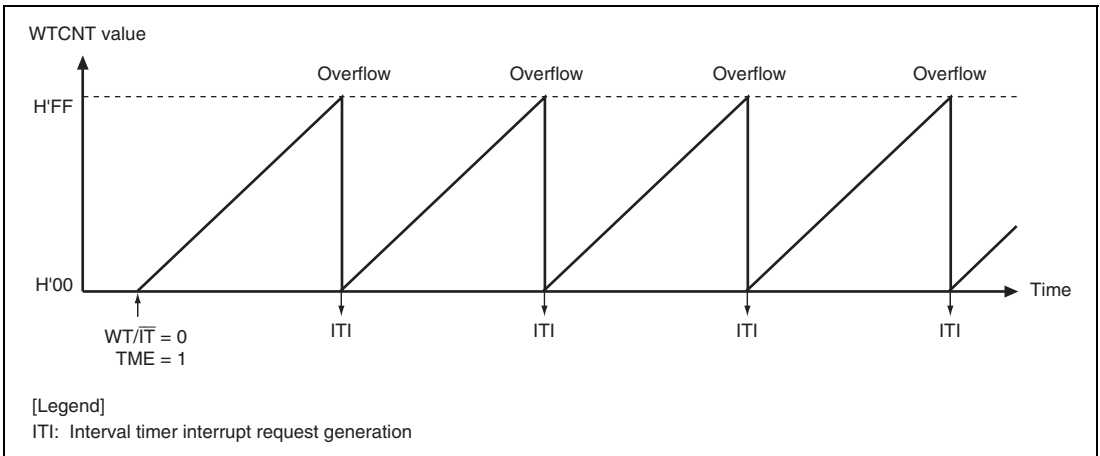 WTCNT value
Overflow Overflow Overflow Overflow
H'FF
H'00
Time
WT/I̅T̅ = 0
TME = 1
ITI ITI ITI ITI
[Legend]
ITI: Interval timer interrupt request generation